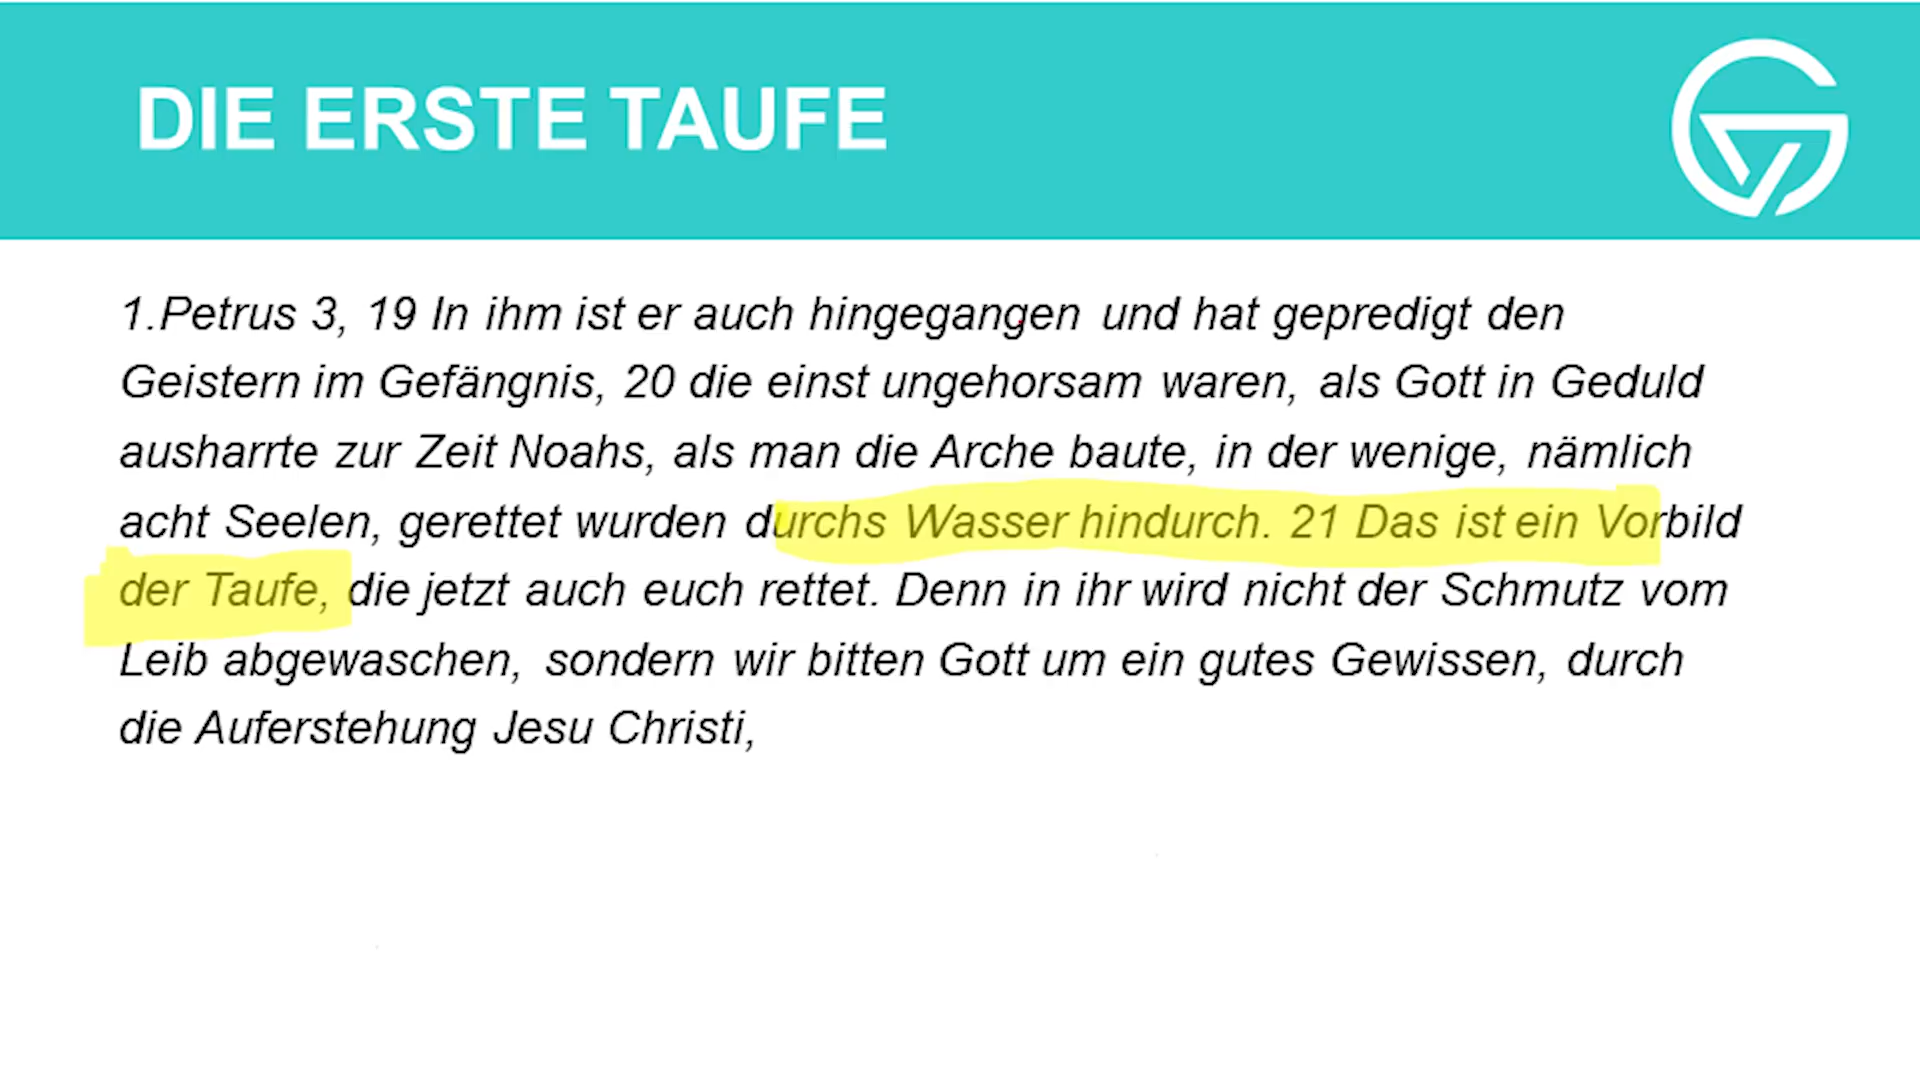 DIE ERSTE TAUFE
1.Petrus 3, 19 In ihm ist er auch hingegangen und hat gepredigt den
Geistern im Gefängnis, 20 die einst ungehorsam waren, als Gott in Geduld
ausharrte zur Zeit Noahs, als man die Arche baute, in der wenige, nämlich
acht Seelen, gerettet wurden durchs Wasser hindurch. 21 Das ist ein Vorbild
der Taufe, die jetzt auch euch rettet. Denn in ihr wird nicht der Schmutz vom
Leib abgewaschen, sondern wir bitten Gott um ein gutes Gewissen, durch
die Auferstehung Jesu Christi,